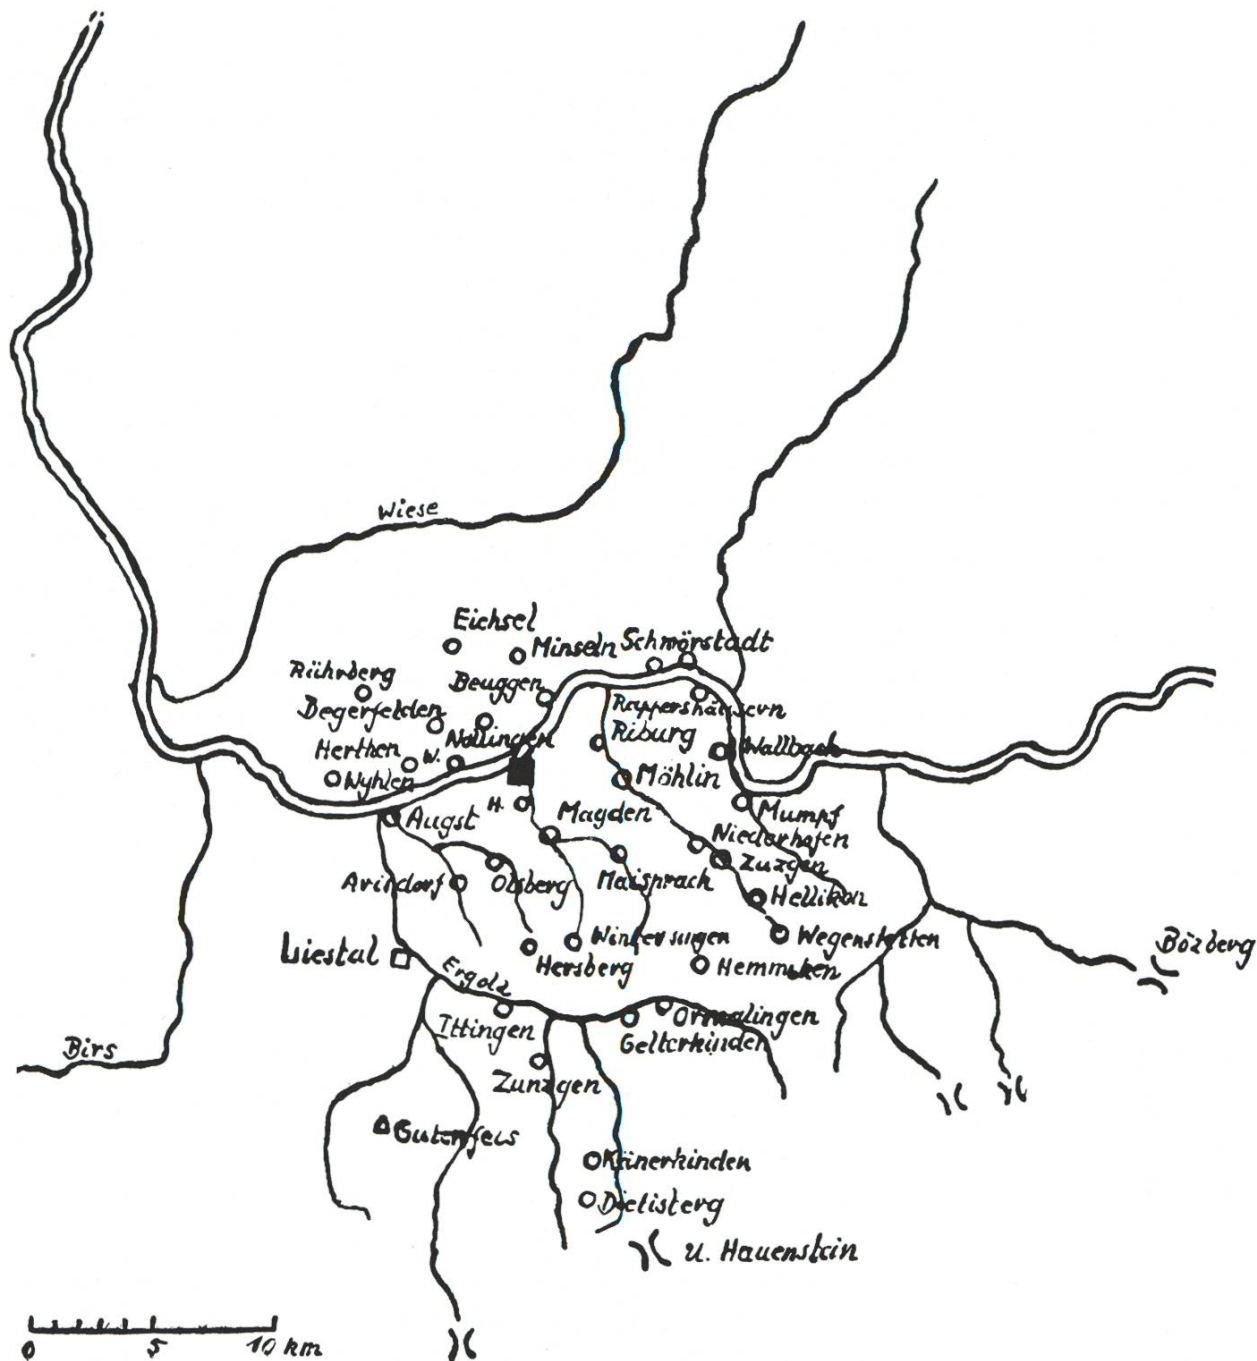 Wiese
Eichsel
Minseln
Schwörstadt
Rührberg
Beuggen
Degerfelden
Rappershäusern
Herthen
W.
Nollingen
Riburg
Wallbach
Wyhlen
Möhlin
H.
Magden
Mumpf
Augst
Niederhofen
Zuzgen
Arisdorf
Olsberg
Maisprach
Hellikon
Wintersingen
Wegenstetten
Bözberg
Liestal
Hersberg
Hemmiken
Ergolz
Ormalingen
Ittingen
Gelterkinden
Birs
Zunzgen
Gutenfels
Känerkinden
Dietisberg
U. Hauenstein
0 5 10 km